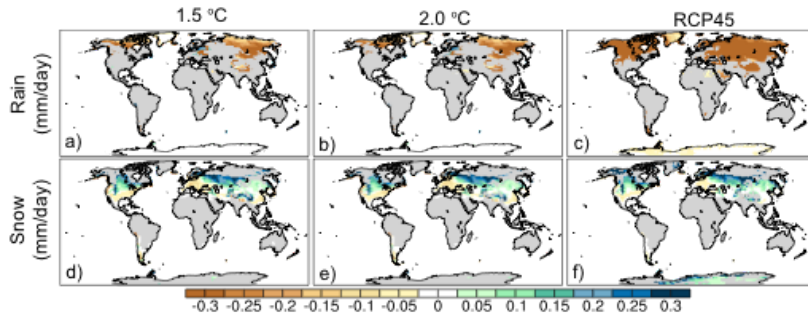 1.5 °C 2.0 °C RCP45
Rain
(mm/day)
a) b) c)
Snow
(mm/day)
d) e) f)
-0.3 -0.25 -0.2 -0.15 -0.1 -0.05 0 0.05 0.1 0.15 0.2 0.25 0.3